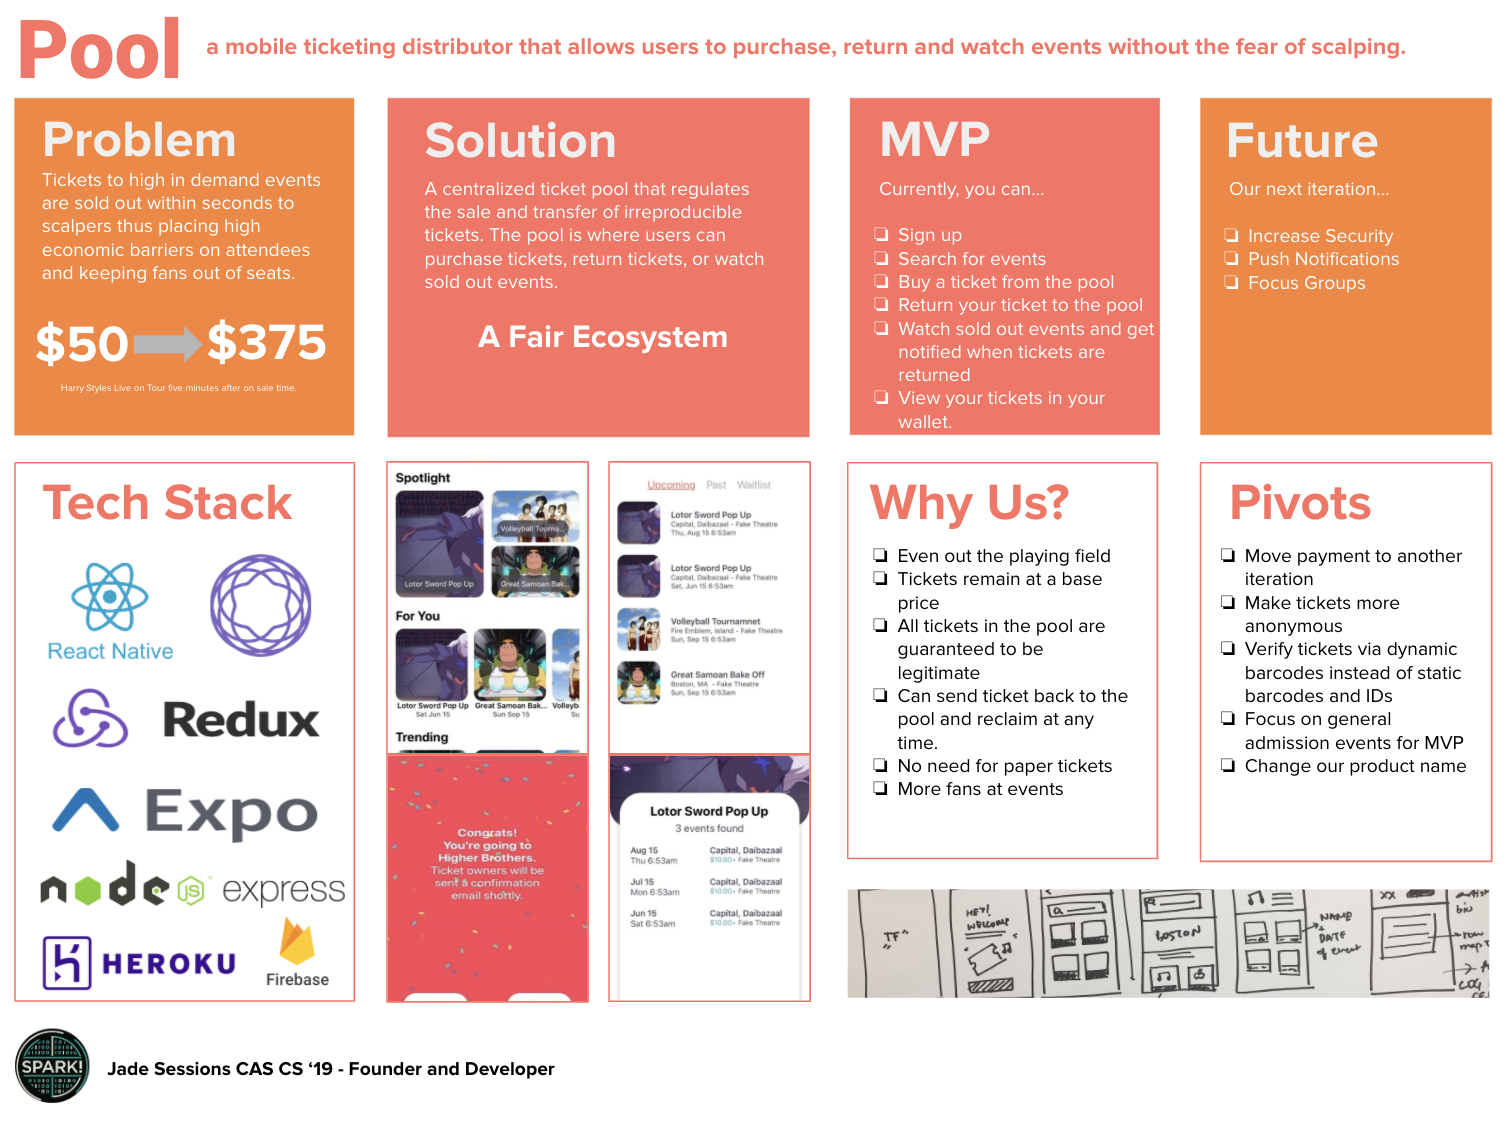 Pool
a mobile ticketing distributor that allows users to purchase, return and watch events without the fear of scalping.
Problem
Tickets to high in demand events
are sold out within seconds to
scalpers thus placing high
economic barriers on attendees
and keeping fans out of seats.
$50 $375
Harry Styles Live on Tour five minutes after on sale time.
Solution
A centralized ticket pool that regulates
the sale and transfer of irreproducible
tickets. The pool is where users can
purchase tickets, return tickets, or watch
sold out events.
A Fair Ecosystem
MVP
Currently, you can...
❏ Sign up
❏ Search for events
❏ Buy a ticket from the pool
❏ Return your ticket to the pool
❏ Watch sold out events and get
notified when tickets are
returned
❏ View your tickets in your
wallet.
Future
Our next iteration...
❏ Increase Security
❏ Push Notifications
❏ Focus Groups
Tech Stack
React Native
Redux
Expo
node JS express
HEROKU
Firebase
Spotlight
Lotor Sword Pop Up
Volleyball Tourna...
Great Samoan Bak...
For You
Lotor Sword Pop Up Great Samoan Bak... Volleyb
Sat Jun 15 Sun Sep 15 Su
Trending
Upcoming Past Waitlist
Lotor Sword Pop Up
Capital, Daibazaal - Fake Theatre
Thu, Aug 15 6:53am
Lotor Sword Pop Up
Capital, Daibazaal - Fake Theatre
Sat, Jun 15 6:53am
Volleyball Tournamnet
Fire Emblem, Island - Fake Theatre
Sun, Sep 15 6:53am
Great Samoan Bake Off
Boston, MA - Fake Theatre
Sun, Sep 15 6:53am
Congrats!
You're going to
Higher Brothers.
Ticket owners will be
sent a confirmation
email shortly.
Lotor Sword Pop Up
3 events found
Aug 15 Capital, Daibazaal
Thu 6:53am $10.00+ Fake Theatre
Jul 15 Capital, Daibazaal
Mon 6:53am $10.00+ Fake Theatre
Jun 15 Capital, Daibazaal
Sat 6:53am $10.00+ Fake Theatre
Why Us?
❏ Even out the playing field
❏ Tickets remain at a base
price
❏ All tickets in the pool are
guaranteed to be
legitimate
❏ Can send ticket back to the
pool and reclaim at any
time.
❏ No need for paper tickets
❏ More fans at events
Pivots
❏ Move payment to another
iteration
❏ Make tickets more
anonymous
❏ Verify tickets via dynamic
barcodes instead of static
barcodes and IDs
❏ Focus on general
admission events for MVP
❏ Change our product name
"TF"
HEY!
WELCOME
BOSTON
NAME
DATE
of event
XX
bio
SPARK!
Jade Sessions CAS CS ‘19 - Founder and Developer